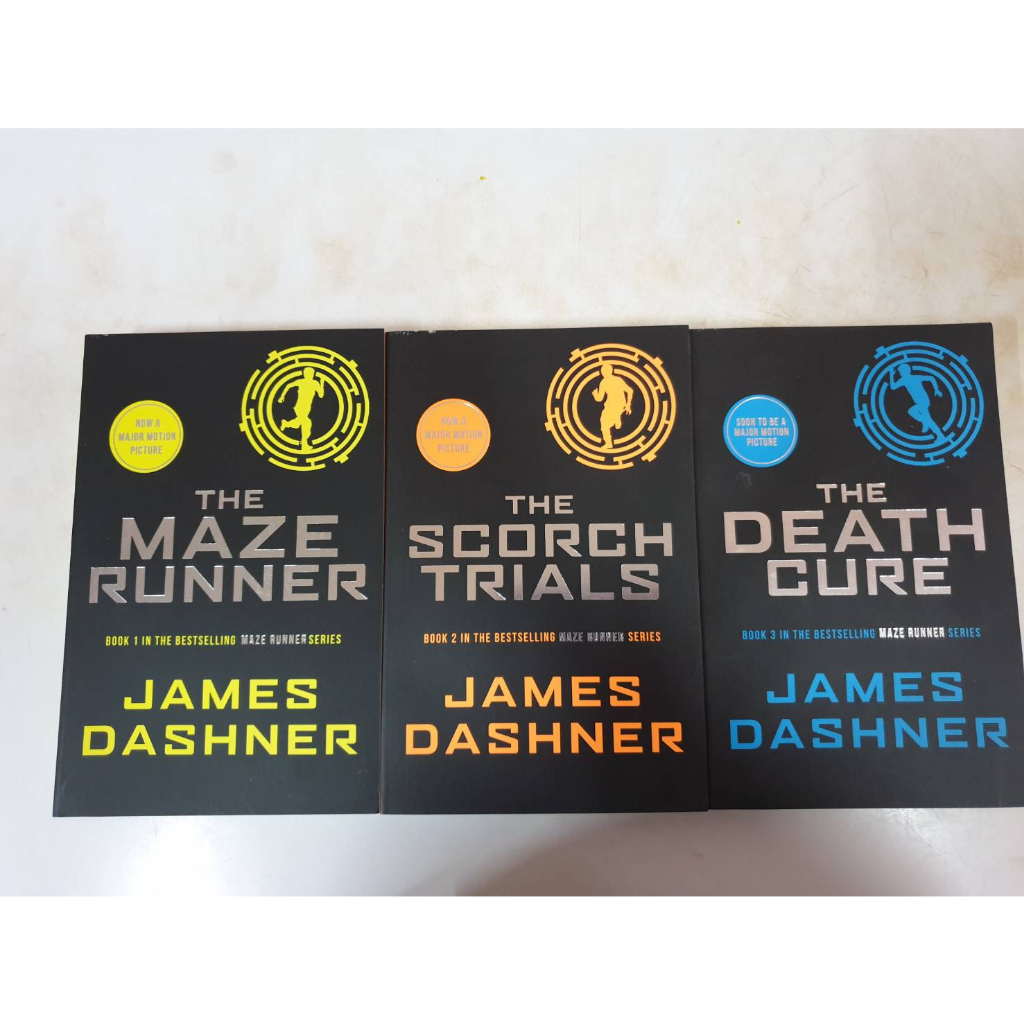 NOW A
MAJOR MOTION
PICTURE
THE
MAZE
RUNNER
BOOK 1 IN THE BESTSELLING MAZE RUNNER SERIES
JAMES
DASHNER
NOW A
MAJOR MOTION
PICTURE
THE
SCORCH
TRIALS
BOOK 2 IN THE BESTSELLING MAZE RUNNER SERIES
JAMES
DASHNER
SOON TO BE A
MAJOR MOTION
PICTURE
THE
DEATH
CURE
BOOK 3 IN THE BESTSELLING MAZE RUNNER SERIES
JAMES
DASHNER